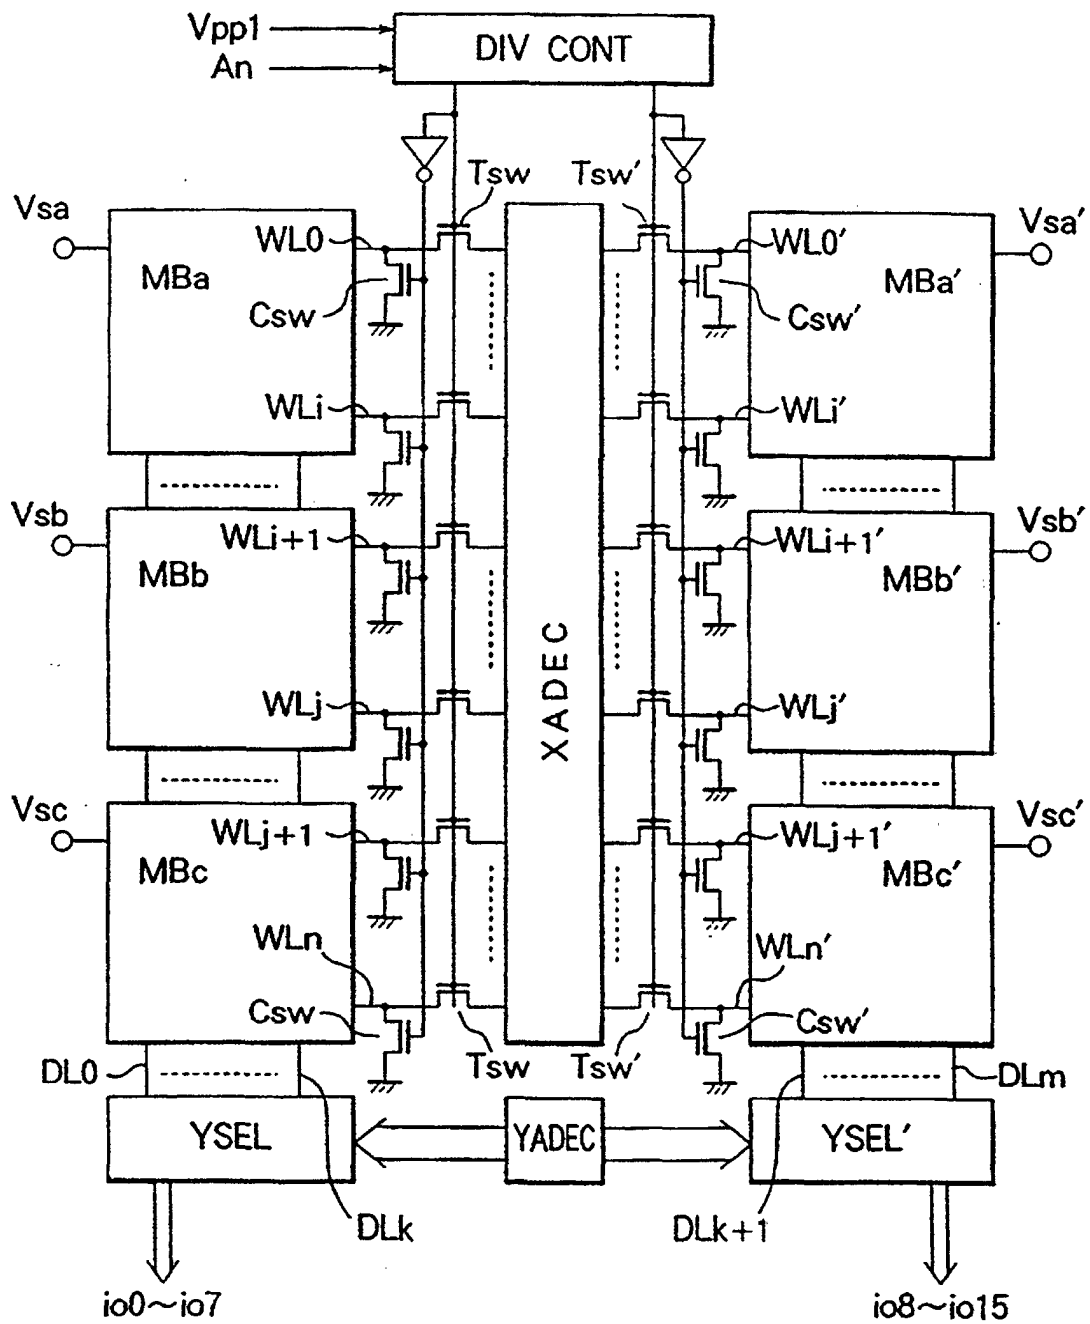 Vpp1
An
DIV CONT
Tsw
Tsw′
Vsa
WL0
MBa
Csw
WL0′
MBa′
Vsa′
Csw′
WLi
WLi′
Vsb
WLi+1
MBb
WLi+1′
MBb′
Vsb′
XADEC
WLj
WLj′
Vsc
WLj+1
MBc
WLj+1′
MBc′
Vsc′
WLn
WLn′
Csw
Csw′
Tsw
Tsw′
DL0
DLm
YSEL
YADEC
YSEL′
DLk
DLk+1
io0~io7
io8~io15